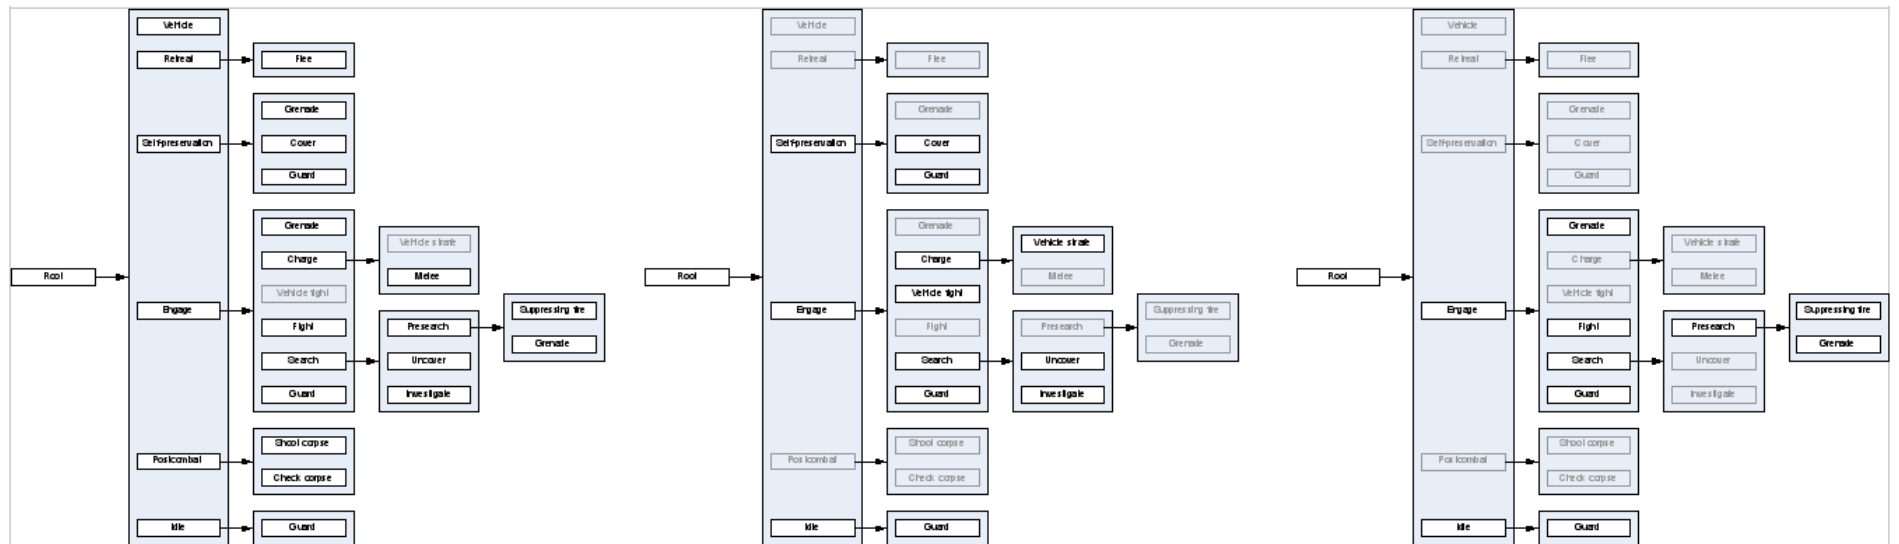 Vehicle
Retreat
Flee
Grenade
Self-preservation
Cover
Guard
Grenade
Vehicle strafe
Charge
Melee
Root
Vehicle fight
Engage
Suppressing fire
Fight
Presearch
Grenade
Search
Uncover
Guard
Investigate
Shoot corpse
Postcombat
Check corpse
Idle
Guard
Vehicle
Retreat
Flee
Grenade
Self-preservation
Cover
Guard
Grenade
Vehicle strafe
Charge
Melee
Root
Vehicle fight
Engage
Suppressing fire
Fight
Presearch
Grenade
Search
Uncover
Guard
Investigate
Shoot corpse
Postcombat
Check corpse
Idle
Guard
Vehicle
Retreat
Flee
Grenade
Self-preservation
Cover
Guard
Grenade
Vehicle strafe
Charge
Melee
Root
Vehicle fight
Engage
Suppressing fire
Fight
Presearch
Grenade
Search
Uncover
Guard
Investigate
Shoot corpse
Postcombat
Check corpse
Idle
Guard